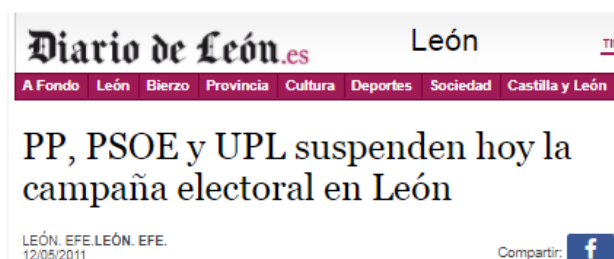 Diario de León.es León
A Fondo León Bierzo Provincia Cultura Deportes Sociedad Castilla y León
PP, PSOE y UPL suspenden hoy la
campaña electoral en León
LEÓN. EFE.LEÓN. EFE.
12/05/2011 Compartir: f